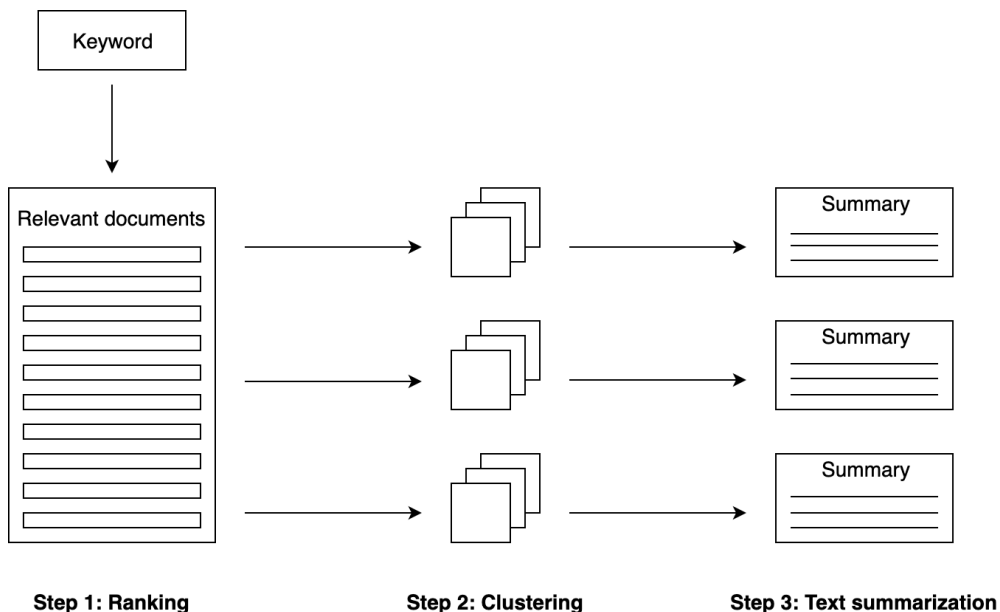 Keyword
Relevant documents
Summary
Summary
Summary
Step 1: Ranking
Step 2: Clustering
Step 3: Text summarization